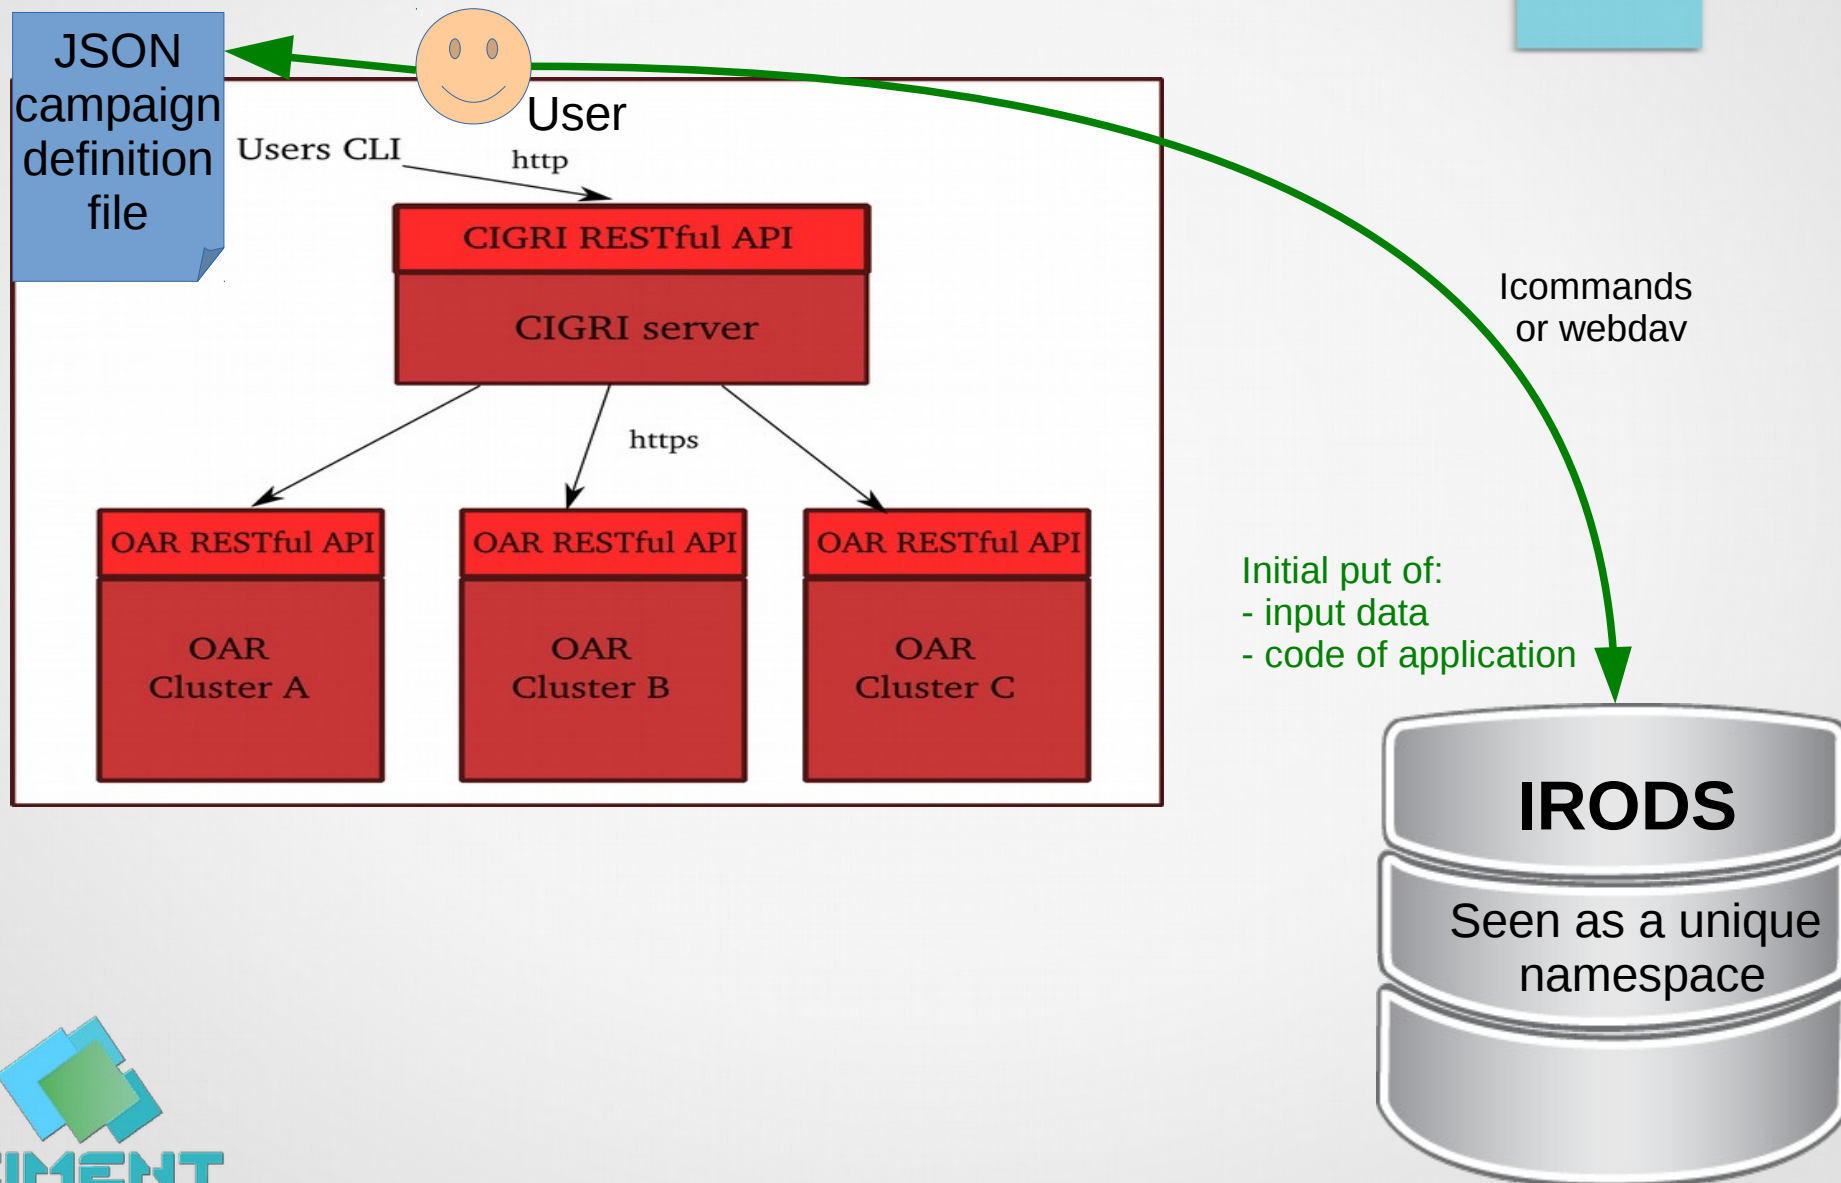 JSON
campaign
definition
file
User
Users CLI
http
CIGRI RESTful API
CIGRI server
https
OAR RESTful API
OAR
Cluster A
OAR RESTful API
OAR
Cluster B
OAR RESTful API
OAR
Cluster C
Icommands
or webdav
Initial put of:
- input data
- code of application
IRODS
Seen as a unique
namespace